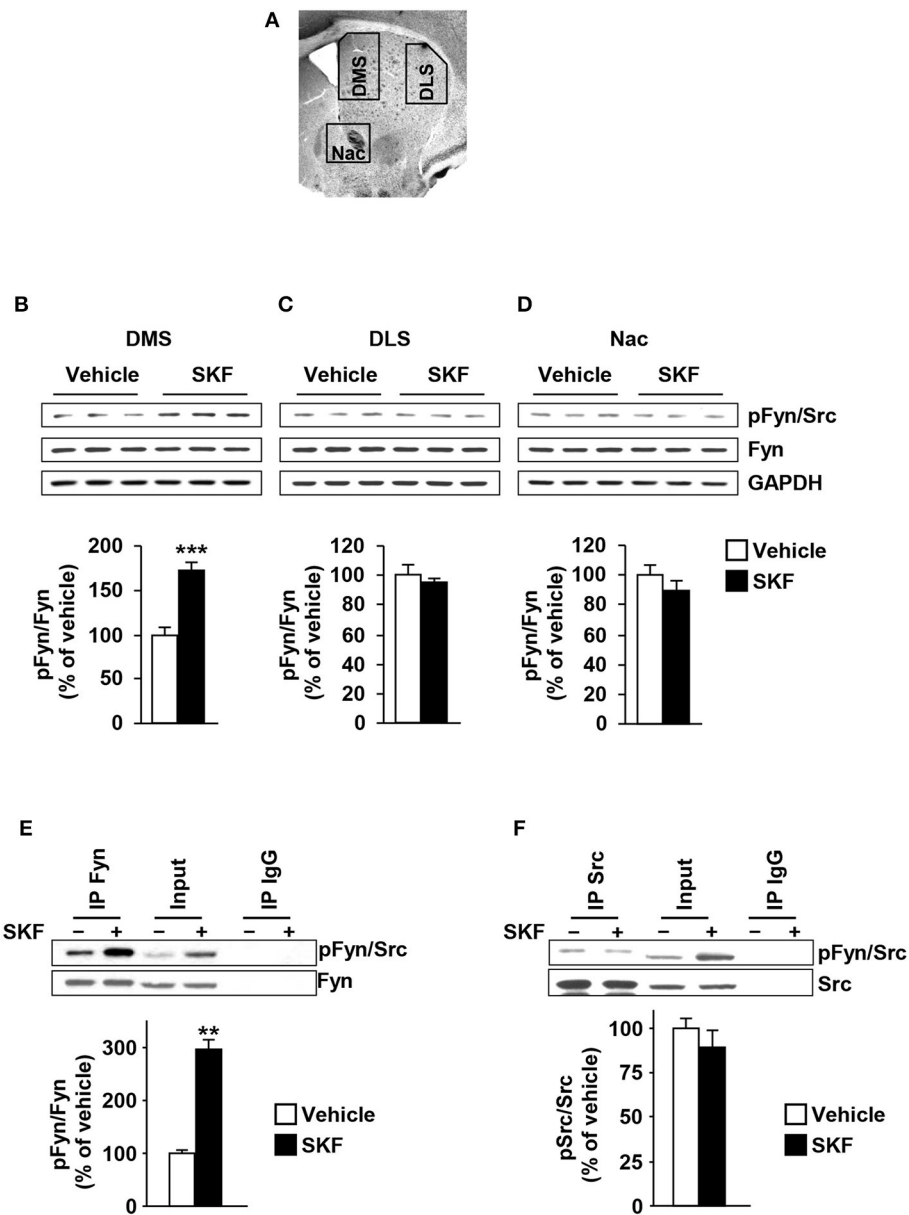 A
DMS
DLS
Nac
B
C
D
DMS
DLS
Nac
Vehicle
SKF
Vehicle
SKF
Vehicle
SKF
pFyn/Src
Fyn
GAPDH
pFyn/Fyn
(% of vehicle)
200
150
100
50
0
***
pFyn/Fyn
(% of vehicle)
120
100
80
60
40
20
0
pFyn/Fyn
(% of vehicle)
120
100
80
60
40
20
0
Vehicle
SKF
E
IP Fyn
Input
IP IgG
SKF – + – + – +
pFyn/Src
Fyn
pFyn/Fyn
(% of vehicle)
300
200
100
0
**
Vehicle
SKF
F
IP Src
Input
IP IgG
SKF – + – + – +
pFyn/Src
Src
pSrc/Src
(% of vehicle)
100
75
50
25
0
Vehicle
SKF